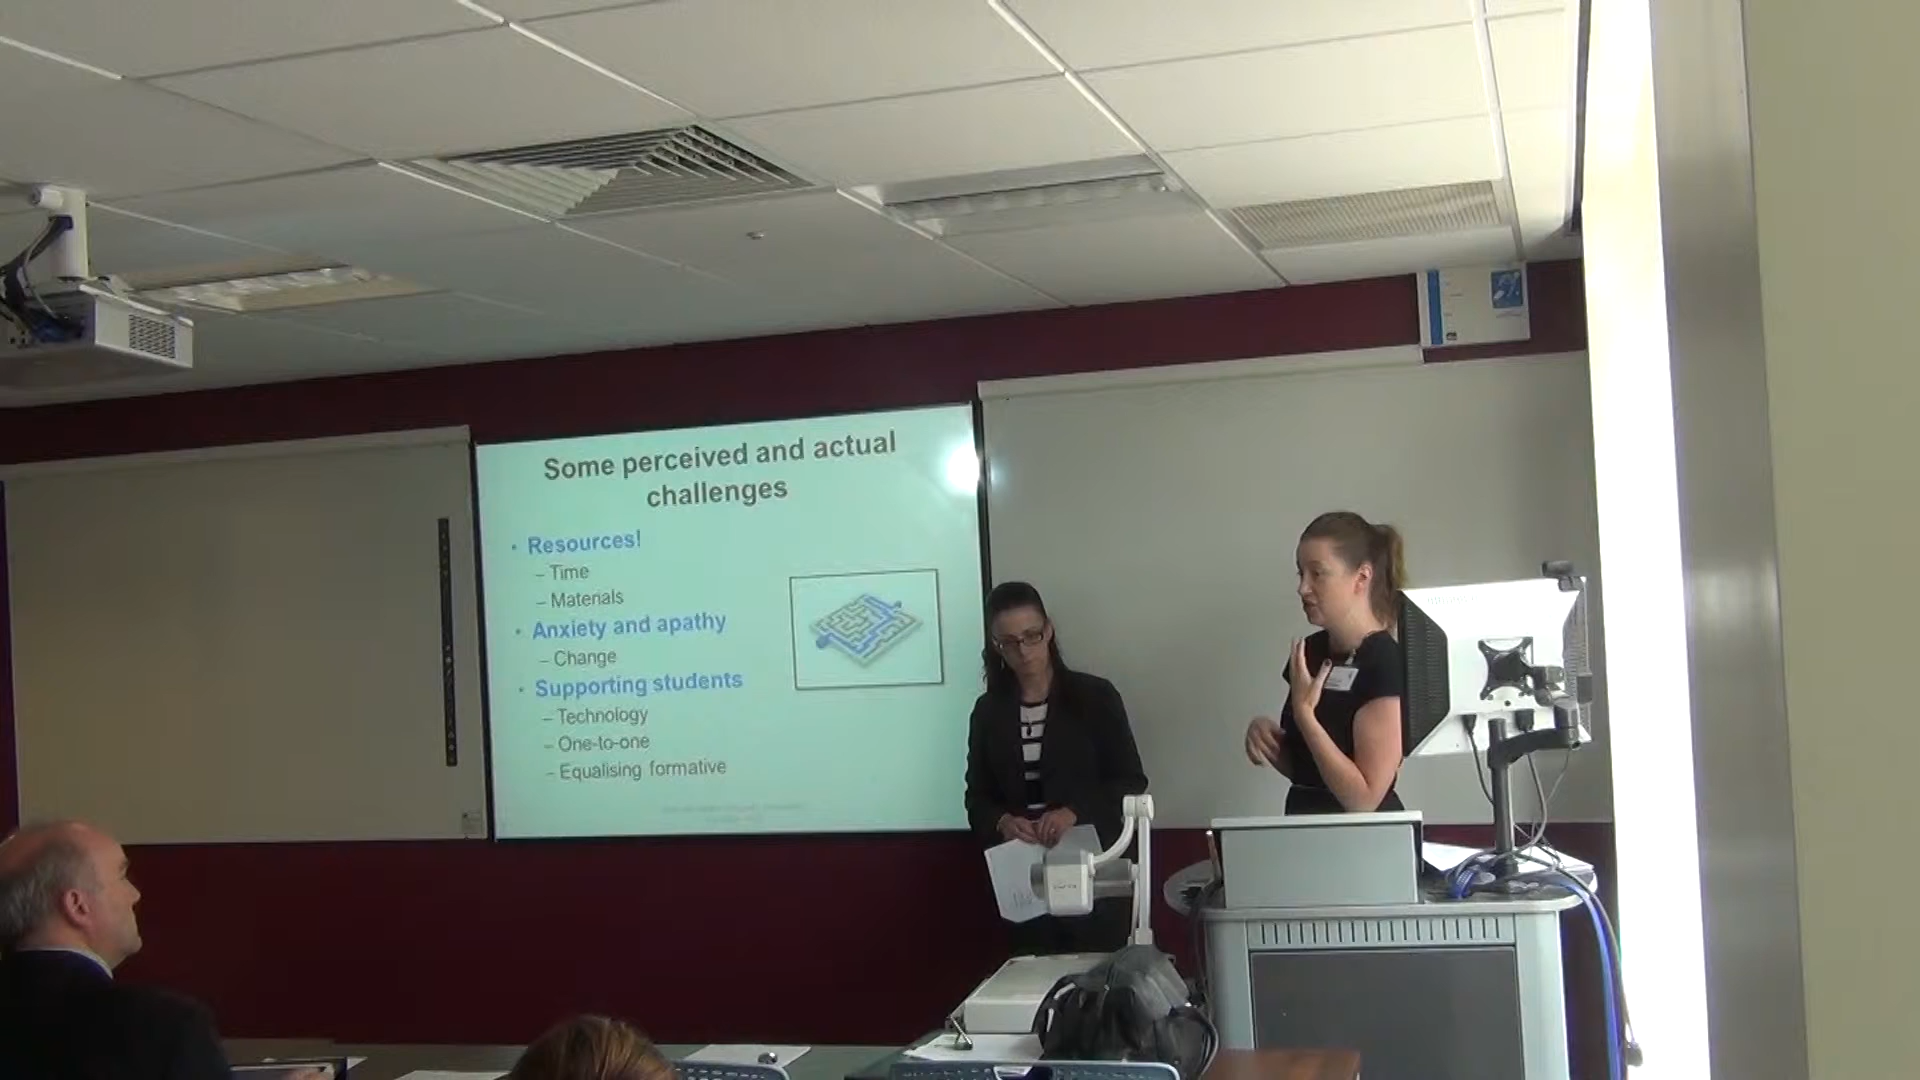 Some perceived and actual
challenges
• Resources!
– Time
– Materials
• Anxiety and apathy
– Change
• Supporting students
– Technology
– One-to-one
– Equalising formative